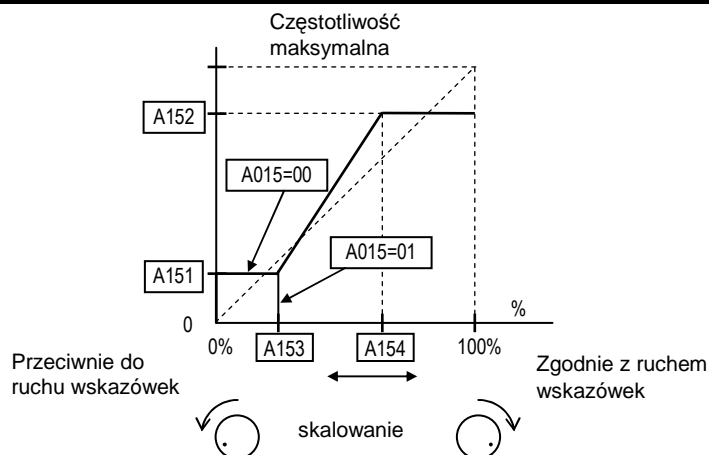 Częstotliwość
maksymalna
A152
A015=00
A015=01
A151
0
%
0%
A153
A154
100%
Przeciwnie do
ruchu wskazówek
Zgodnie z ruchem
wskazówek
skalowanie